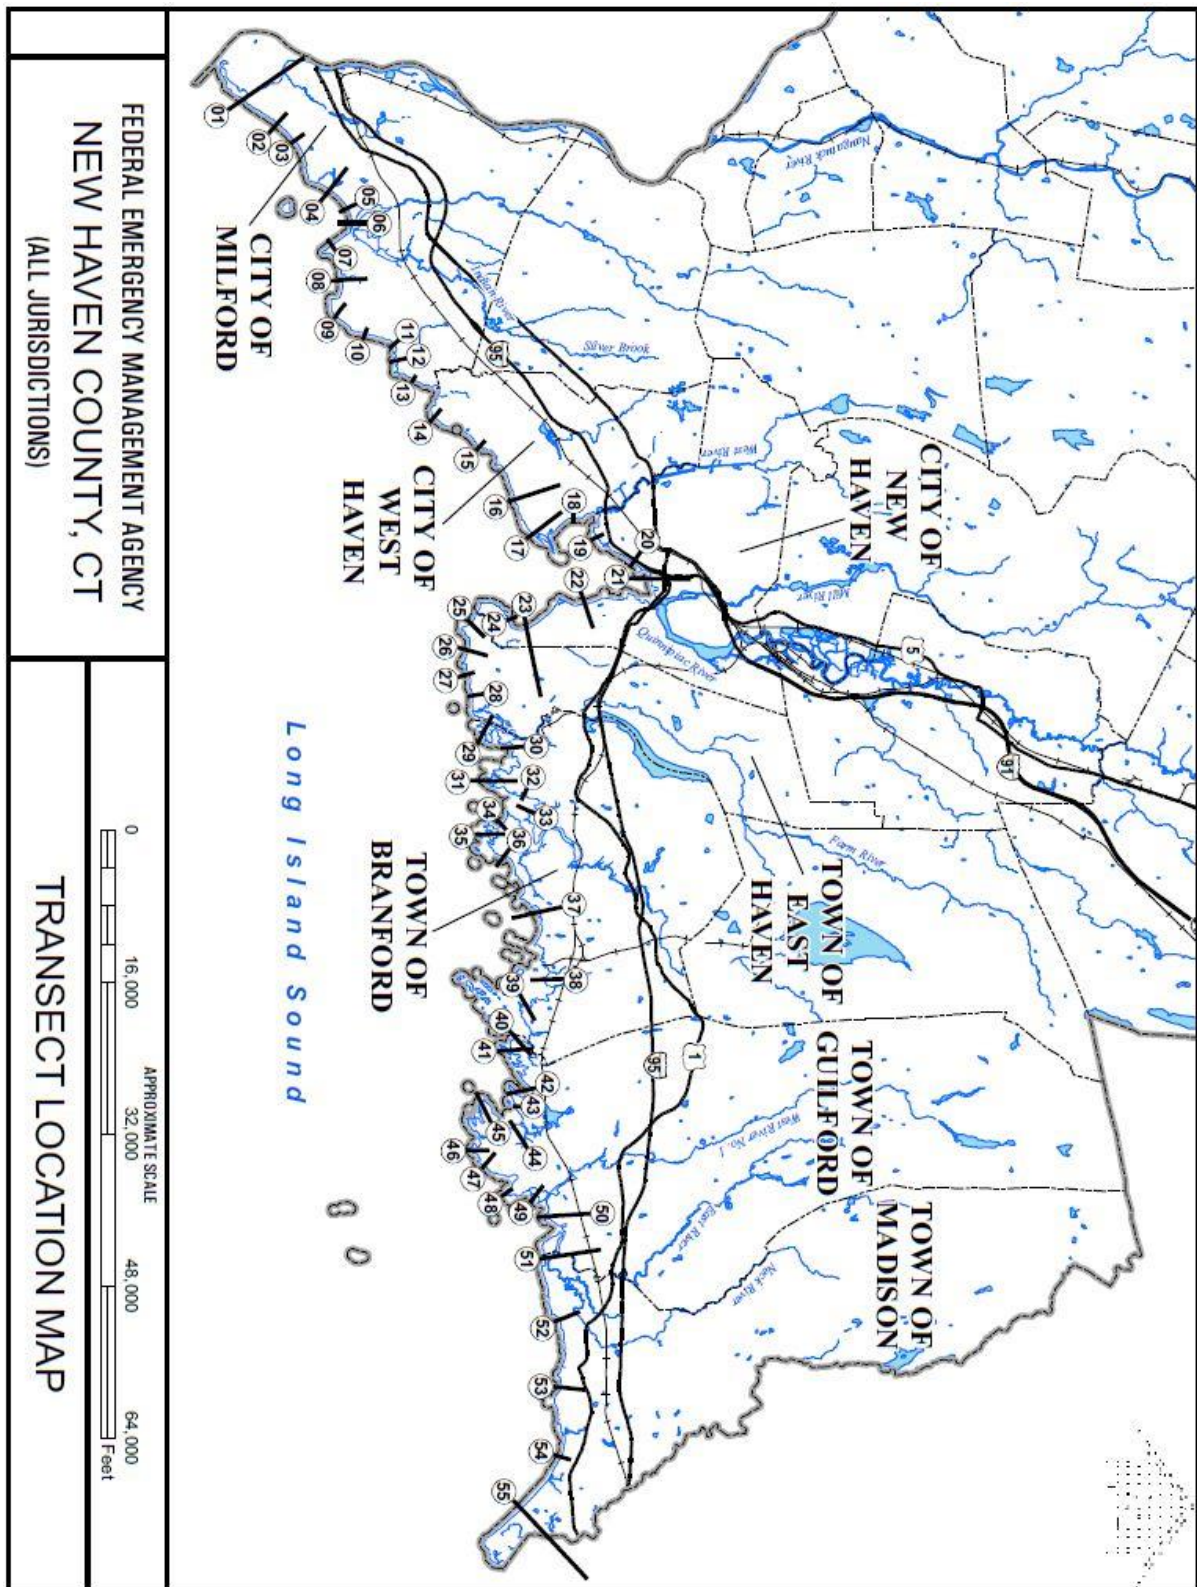 FEDERAL EMERGENCY MANAGEMENT AGENCY
NEW HAVEN COUNTY, CT
(ALL JURISDICTIONS)
TRANSECT LOCATION MAP
APPROXIMATE SCALE
0
16,000
32,000
48,000
64,000
Feet
Long Island Sound
CITY OF
MILFORD
CITY OF
WEST
HAVEN
CITY OF
NEW
HAVEN
TOWN OF
EAST
HAVEN
TOWN OF
BRANFORD
TOWN OF
GUILFORD
TOWN OF
MADISON
Naugatuck River
Indian River
Silver Brook
West River
Mill River
Quinnipiac River
Farm River
West River No. 1
East River
Neck River
95
5
91
1
95
01
02
03
04
05
06
07
08
09
10
11
12
13
14
15
16
17
18
19
20
21
22
23
24
25
26
27
28
29
30
31
32
33
34
35
36
37
38
39
40
41
42
43
44
45
46
47
48
49
50
51
52
53
54
55